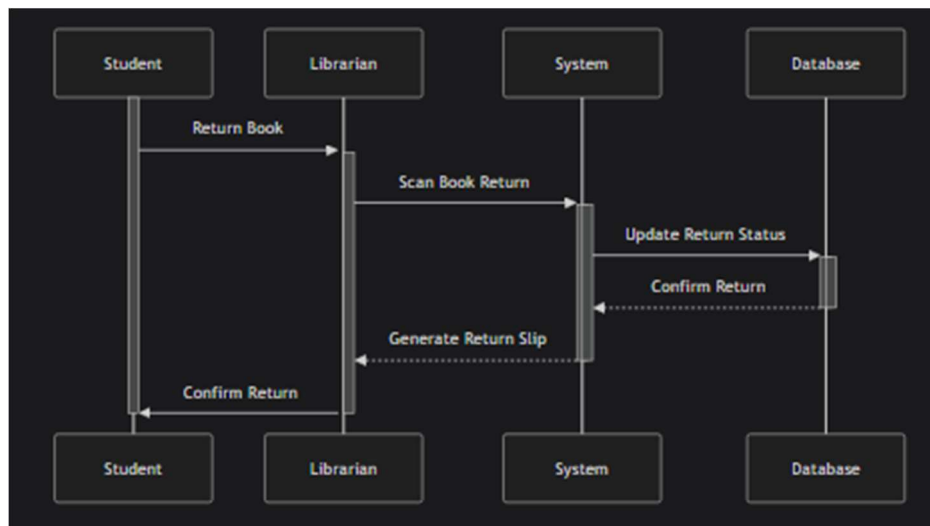 Student
Librarian
System
Database
Return Book
Scan Book Return
Update Return Status
Confirm Return
Generate Return Slip
Confirm Return
Student
Librarian
System
Database